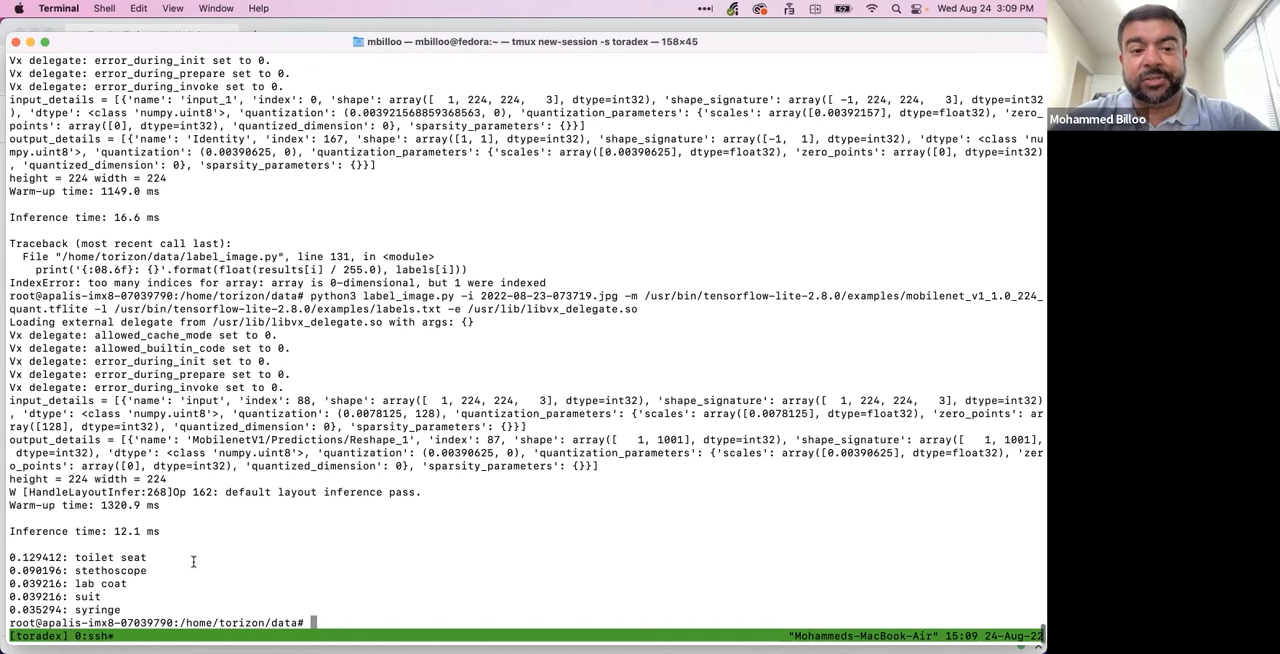 Terminal Shell Edit View Window Help Wed Aug 24 3:09 PM
mbilloo — mbilloo@fedora:~ — tmux new-session -s toradex — 158×45
Vx delegate: error_during_init set to 0.
Vx delegate: error_during_prepare set to 0.
Vx delegate: error_during_invoke set to 0.
input_details = [{'name': 'input_1', 'index': 0, 'shape': array([  1, 224, 224,   3], dtype=int32), 'shape_signature': array([ -1, 224, 224,   3], dtype=int32
), 'dtype': <class 'numpy.uint8'>, 'quantization': (0.003921568859368563, 0), 'quantization_parameters': {'scales': array([0.00392157], dtype=float32), 'zero_
points': array([0], dtype=int32), 'quantized_dimension': 0}, 'sparsity_parameters': {}}]
output_details = [{'name': 'Identity', 'index': 167, 'shape': array([1, 1], dtype=int32), 'shape_signature': array([-1,  1], dtype=int32), 'dtype': <class 'nu
mpy.uint8'>, 'quantization': (0.00390625, 0), 'quantization_parameters': {'scales': array([0.00390625], dtype=float32), 'zero_points': array([0], dtype=int32)
, 'quantized_dimension': 0}, 'sparsity_parameters': {}}]
height = 224 width = 224
Warm-up time: 1149.0 ms
Inference time: 16.6 ms
Traceback (most recent call last):
  File "/home/torizon/data/label_image.py", line 131, in <module>
    print('{:08.6f}: {}'.format(float(results[i] / 255.0), labels[i]))
IndexError: too many indices for array: array is 0-dimensional, but 1 were indexed
root@apalis-imx8-07039790:/home/torizon/data# python3 label_image.py -i 2022-08-23-073719.jpg -m /usr/bin/tensorflow-lite-2.8.0/examples/mobilenet_v1_1.0_224_
quant.tflite -l /usr/bin/tensorflow-lite-2.8.0/examples/labels.txt -e /usr/lib/libvx_delegate.so
Loading external delegate from /usr/lib/libvx_delegate.so with args: {}
Vx delegate: allowed_cache_mode set to 0.
Vx delegate: allowed_builtin_code set to 0.
Vx delegate: error_during_init set to 0.
Vx delegate: error_during_prepare set to 0.
Vx delegate: error_during_invoke set to 0.
input_details = [{'name': 'input', 'index': 88, 'shape': array([  1, 224, 224,   3], dtype=int32), 'shape_signature': array([  1, 224, 224,   3], dtype=int32)
, 'dtype': <class 'numpy.uint8'>, 'quantization': (0.0078125, 128), 'quantization_parameters': {'scales': array([0.0078125], dtype=float32), 'zero_points': ar
ray([128], dtype=int32), 'quantized_dimension': 0}, 'sparsity_parameters': {}}]
output_details = [{'name': 'MobilenetV1/Predictions/Reshape_1', 'index': 87, 'shape': array([   1, 1001], dtype=int32), 'shape_signature': array([   1, 1001],
 dtype=int32), 'dtype': <class 'numpy.uint8'>, 'quantization': (0.00390625, 0), 'quantization_parameters': {'scales': array([0.00390625], dtype=float32), 'zer
o_points': array([0], dtype=int32), 'quantized_dimension': 0}, 'sparsity_parameters': {}}]
height = 224 width = 224
W [HandleLayoutInfer:268]Op 162: default layout inference pass.
Warm-up time: 1320.9 ms
Inference time: 12.1 ms
0.129412: toilet seat
0.090196: stethoscope
0.039216: lab coat
0.039216: suit
0.035294: syringe
root@apalis-imx8-07039790:/home/torizon/data#
[toradex] 0:ssh* "Mohammeds-MacBook-Air" 15:09 24-Aug-22
Mohammed Billoo